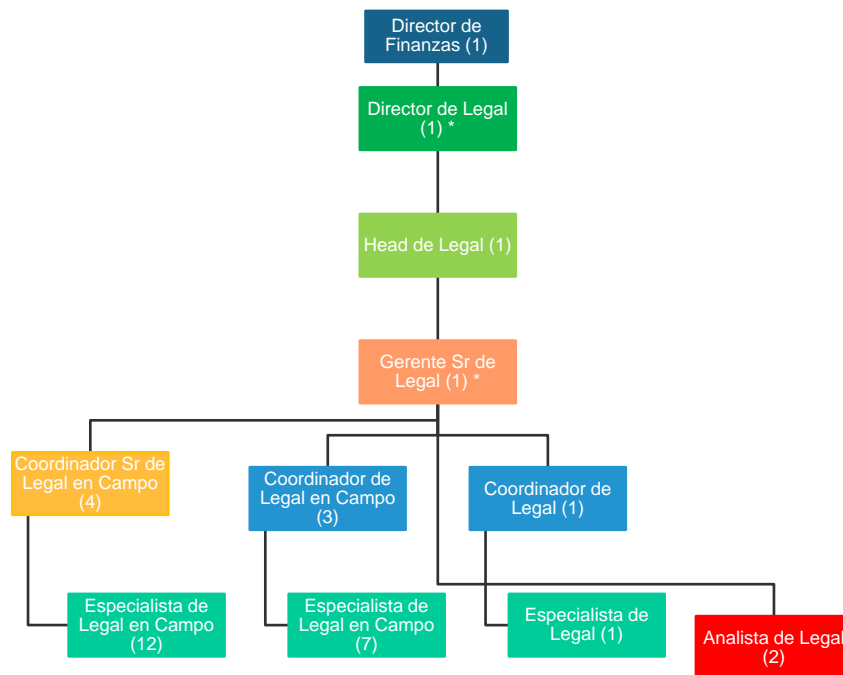 Director de
Finanzas (1)
Director de Legal
(1) *
Head de Legal (1)
Gerente Sr de
Legal (1) *
Coordinador Sr de
Legal en Campo
(4)
Coordinador de
Legal en Campo
(3)
Coordinador de
Legal (1)
Especialista de
Legal en Campo
(12)
Especialista de
Legal en Campo
(7)
Especialista de
Legal (1)
Analista de Legal
(2)